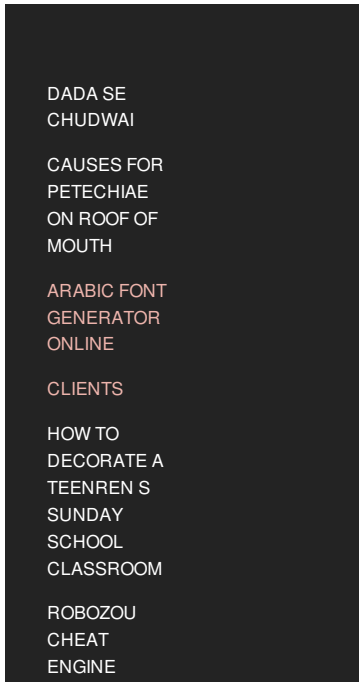 DADA SE
CHUDWAI
CAUSES FOR
PETECHIAE
ON ROOF OF
MOUTH
ARABIC FONT
GENERATOR
ONLINE
CLIENTS
HOW TO
DECORATE A
TEENREN S
SUNDAY
SCHOOL
CLASSROOM
ROBOZOU
CHEAT
ENGINE